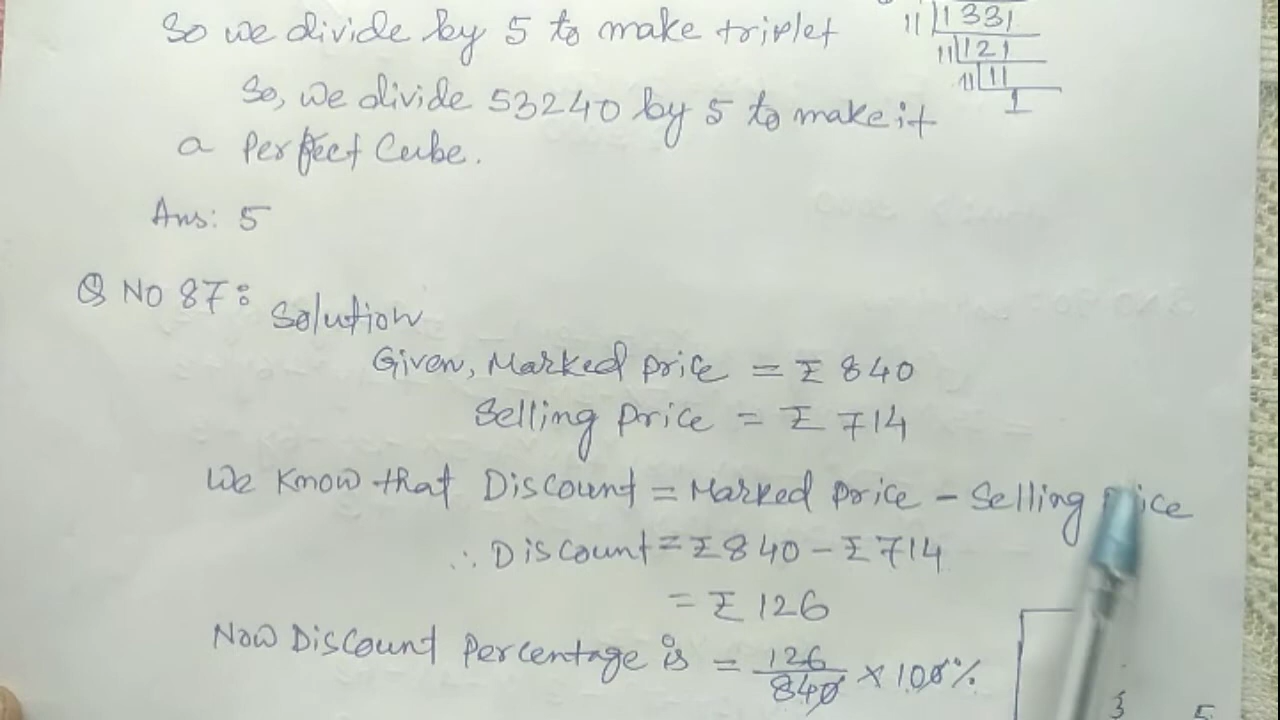 So we divide by 5 to make triplet
So, we divide 53240 by 5 to make it
a Perfect Cube.
11 1331
11 121
11 11
1
Ans: 5
Q No 87:
Solution
Given, Marked price = ₹ 840
Selling price = ₹ 714
We know that Discount = Marked price - Selling price
∴ Discount = ₹ 840 - ₹ 714
= ₹ 126
Now Discount Percentage is = 126/840 × 100%
3 5